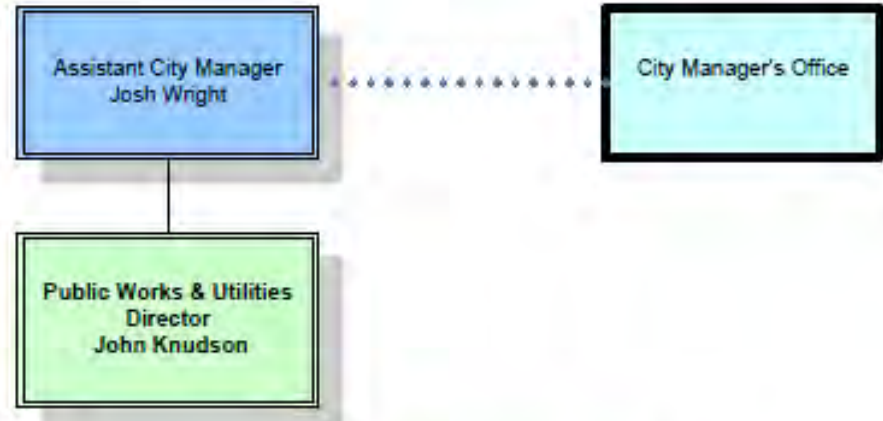 Assistant City Manager
Josh Wright
City Manager's Office
Public Works & Utilities
Director
John Knudson